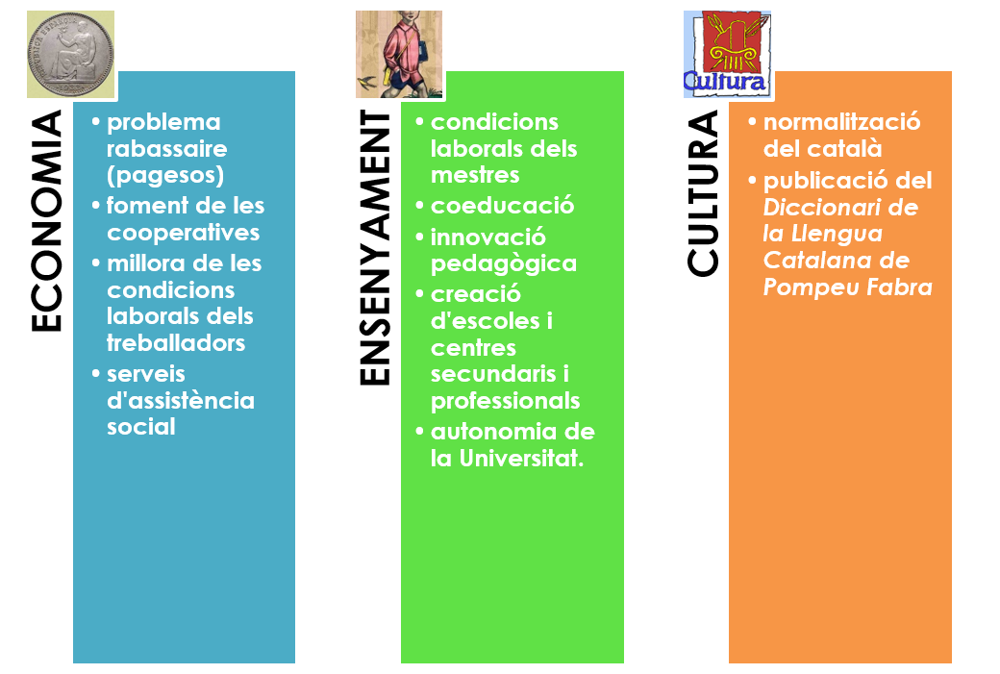 ECONOMIA
• problema
rabassaire
(pagesos)
• foment de les
cooperatives
• millora de les
condicions
laborals dels
treballadors
• serveis
d'assistència
social
ENSENYAMENT
• condicions
laborals dels
mestres
• coeducació
• innovació
pedagògica
• creació
d'escoles i
centres
secundaris i
professionals
• autonomia de
la Universitat.
Cultura
CULTURA
• normalització
del català
• publicació del
Diccionari de
la Llengua
Catalana de
Pompeu Fabra